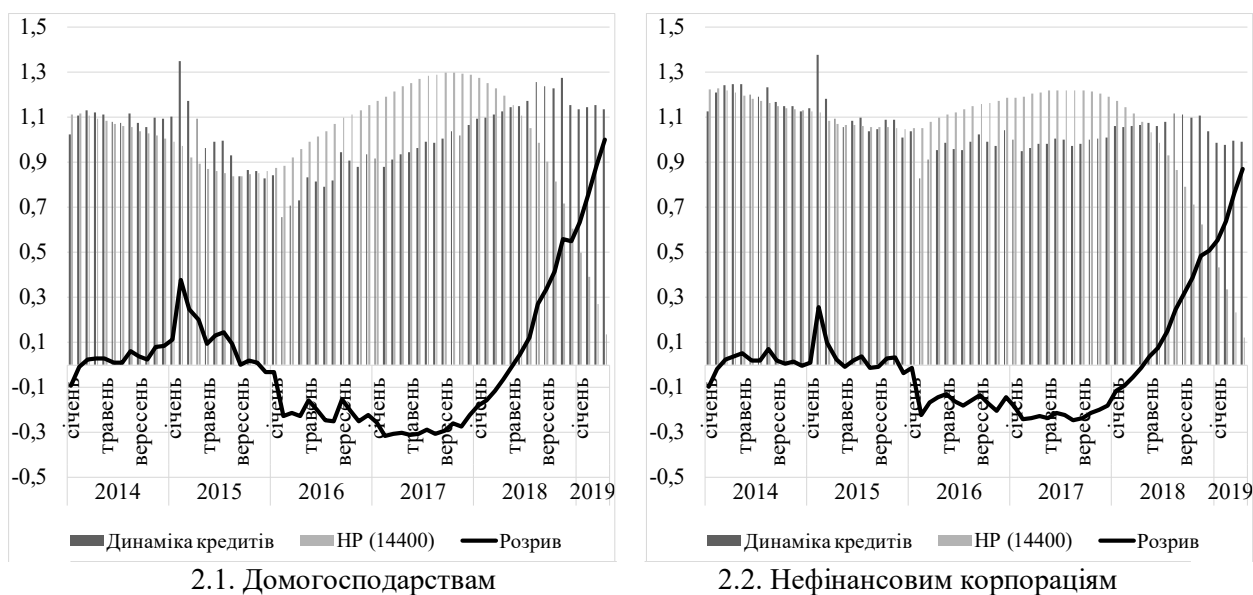 1,5
1,3
1,1
0,9
0,7
0,5
0,3
0,1
-0,1
-0,3
-0,5
січень
травень
вересень
січень
травень
вересень
січень
травень
вересень
січень
травень
вересень
січень
травень
вересень
січень
2014 2015 2016 2017 2018 2019
Динаміка кредитів НР (14400) Розрив
2.1. Домогосподарствам
1,5
1,3
1,1
0,9
0,7
0,5
0,3
0,1
-0,1
-0,3
-0,5
січень
травень
вересень
січень
травень
вересень
січень
травень
вересень
січень
травень
вересень
січень
травень
вересень
січень
2014 2015 2016 2017 2018 2019
Динаміка кредитів НР (14400) Розрив
2.2. Нефінансовим корпораціям